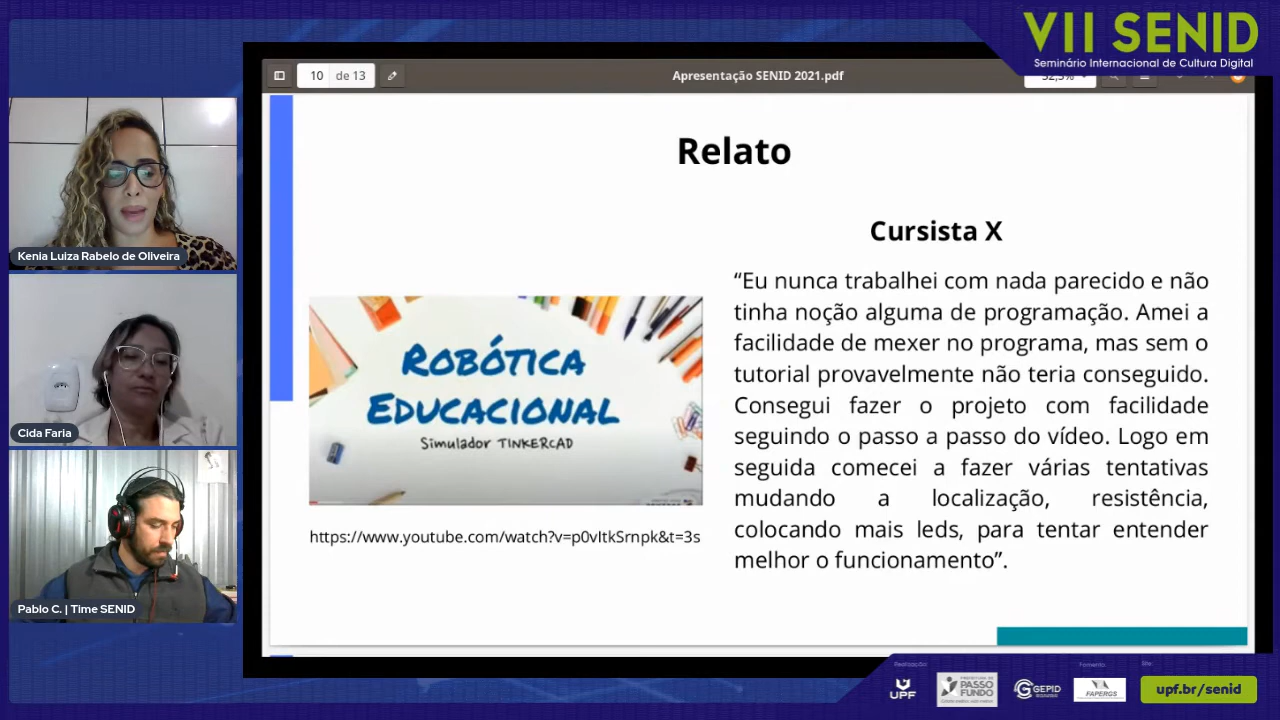 VII SENID
Seminário Internacional de Cultura Digital
10 de 13
Apresentação SENID 2021.pdf
Relato
Cursista X
“Eu nunca trabalhei com nada parecido e não
tinha noção alguma de programação. Amei a
facilidade de mexer no programa, mas sem o
tutorial provavelmente não teria conseguido.
Consegui fazer o projeto com facilidade
seguindo o passo a passo do vídeo. Logo em
seguida comecei a fazer várias tentativas
mudando a localização, resistência,
colocando mais leds, para tentar entender
melhor o funcionamento”.
ROBÓTICA
EDUCACIONAL
Simulador TINKERCAD
https://www.youtube.com/watch?v=p0vItkSrnpk&t=3s
Kenia Luiza Rabelo de Oliveira
Cida Faria
Pablo C. | Time SENID
Realização:
Fomento
Site:
UPF
PASSO
FUNDO
GEPID
FAPERGS
upf.br/senid